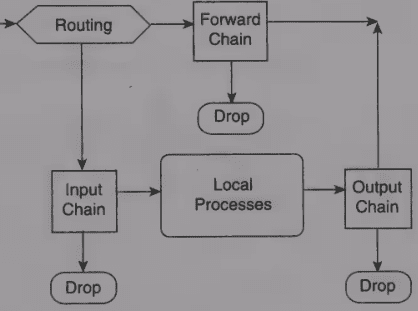 Routing
Forward
Chain
Drop
Input
Chain
Local
Processes
Output
Chain
Drop
Drop